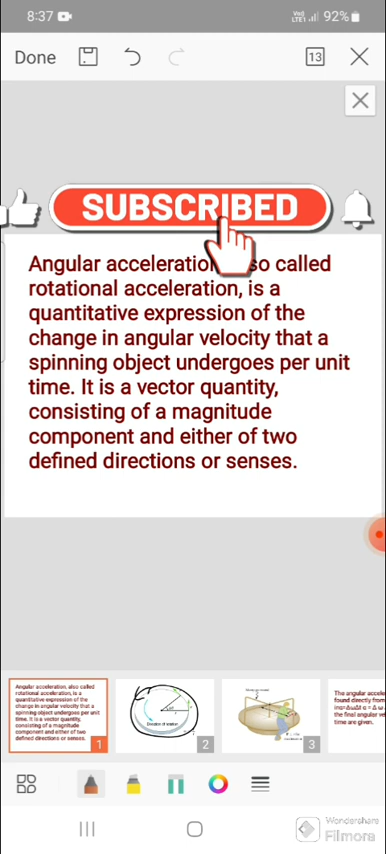 8:37
Vo)) LTE1 92%
Done 13
SUBSCRIBED
Angular acceleration, also called
rotational acceleration, is a
quantitative expression of the
change in angular velocity that a
spinning object undergoes per unit
time. It is a vector quantity,
consisting of a magnitude
component and either of two
defined directions or senses.
Angular acceleration, also called
rotational acceleration, is a
quantitative expression of the
change in angular velocity that a
spinning object undergoes per unit
time. It is a vector quantity,
consisting of a magnitude
component and either of two
defined directions or senses.
1
Direction of rotation
2
3
The angular accele
found directly from
the final angular ve
time are given.
Wondershare
Filmora